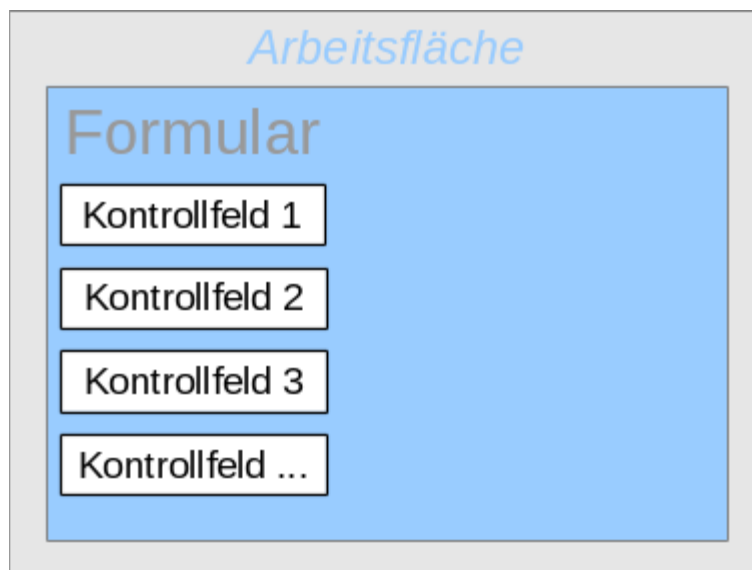 Arbeitsfläche
Formular
Kontrollfeld 1
Kontrollfeld 2
Kontrollfeld 3
Kontrollfeld ...